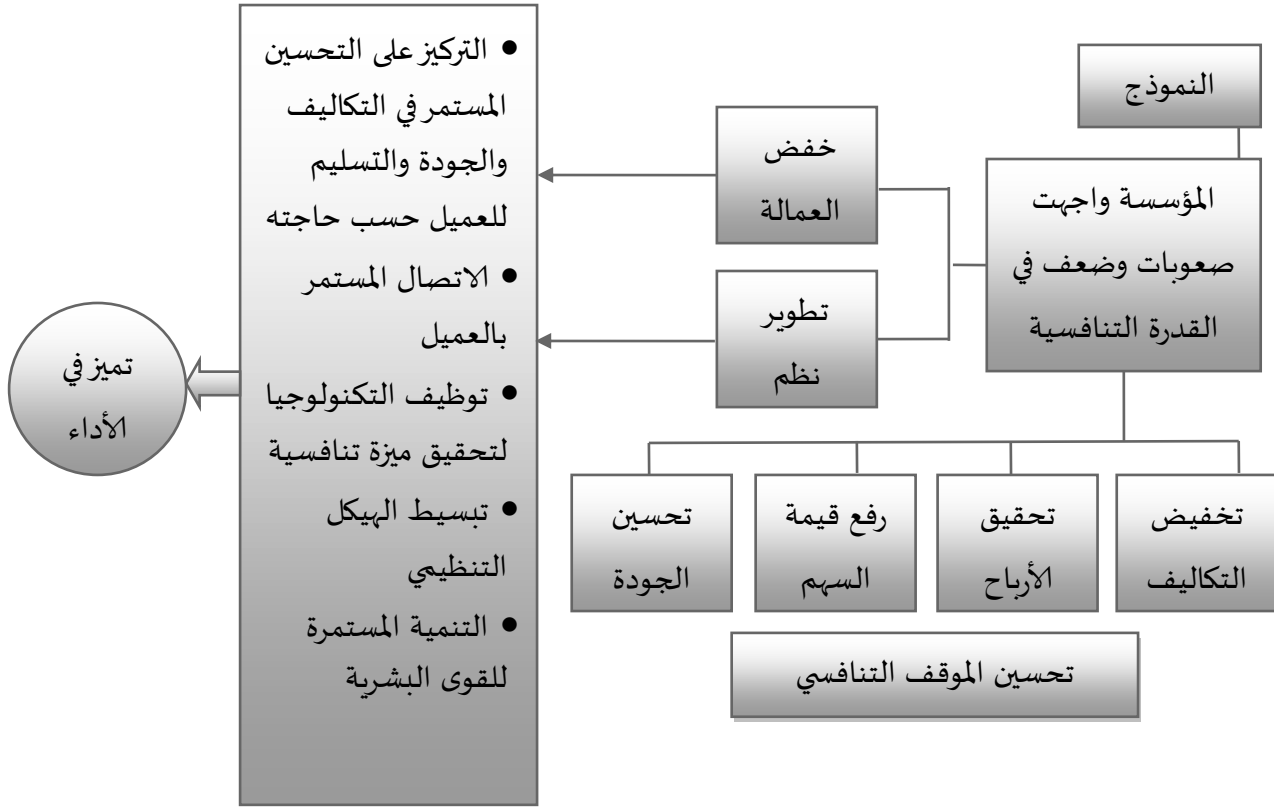 النموذج
المؤسسة واجهت
صعوبات وضعف في
القدرة التنافسية
خفض
العمالة
تطوير
نظم
تخفيض
التكاليف
تحقيق
الأرباح
رفع قيمة
السهم
تحسين
الجودة
تحسين الموقف التنافسي
• التركيز على التحسين
المستمر في التكاليف
والجودة والتسليم
للعميل حسب حاجته
• الاتصال المستمر
بالعميل
• توظيف التكنولوجيا
لتحقيق ميزة تنافسية
• تبسيط الهيكل
التنظيمي
• التنمية المستمرة
للقوى البشرية
تميز في
الأداء